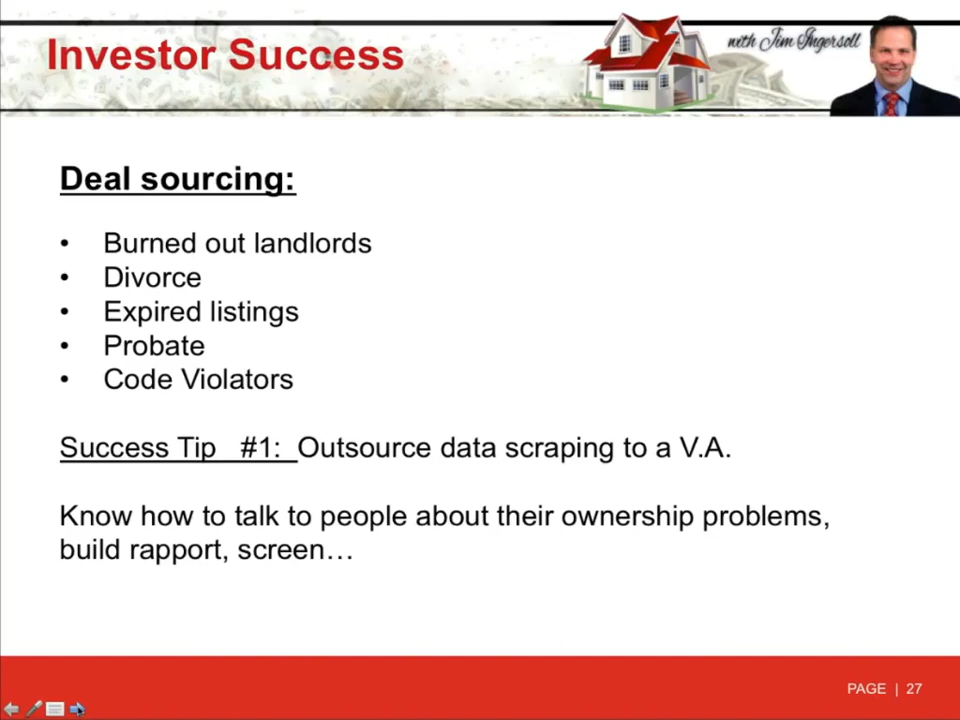 Investor Success
with Jim Ingersoll
Deal sourcing:
• Burned out landlords
• Divorce
• Expired listings
• Probate
• Code Violators
Success Tip #1: Outsource data scraping to a V.A.
Know how to talk to people about their ownership problems,
build rapport, screen…
PAGE | 27